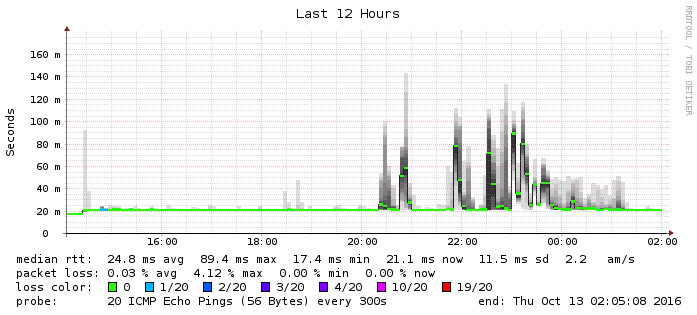 Last 12 Hours
RRDTOOL / TOBI OETIKER
Seconds
160 m
140 m
120 m
100 m
80 m
60 m
40 m
20 m
0
16:00 18:00 20:00 22:00 00:00 02:00
median rtt: 24.8 ms avg 89.4 ms max 17.4 ms min 21.1 ms now 11.5 ms sd 2.2 am/s
packet loss: 0.03 % avg 4.12 % max 0.00 % min 0.00 % now
loss color: 0 1/20 2/20 3/20 4/20 10/20 19/20
probe: 20 ICMP Echo Pings (56 Bytes) every 300s end: Thu Oct 13 02:05:08 2016